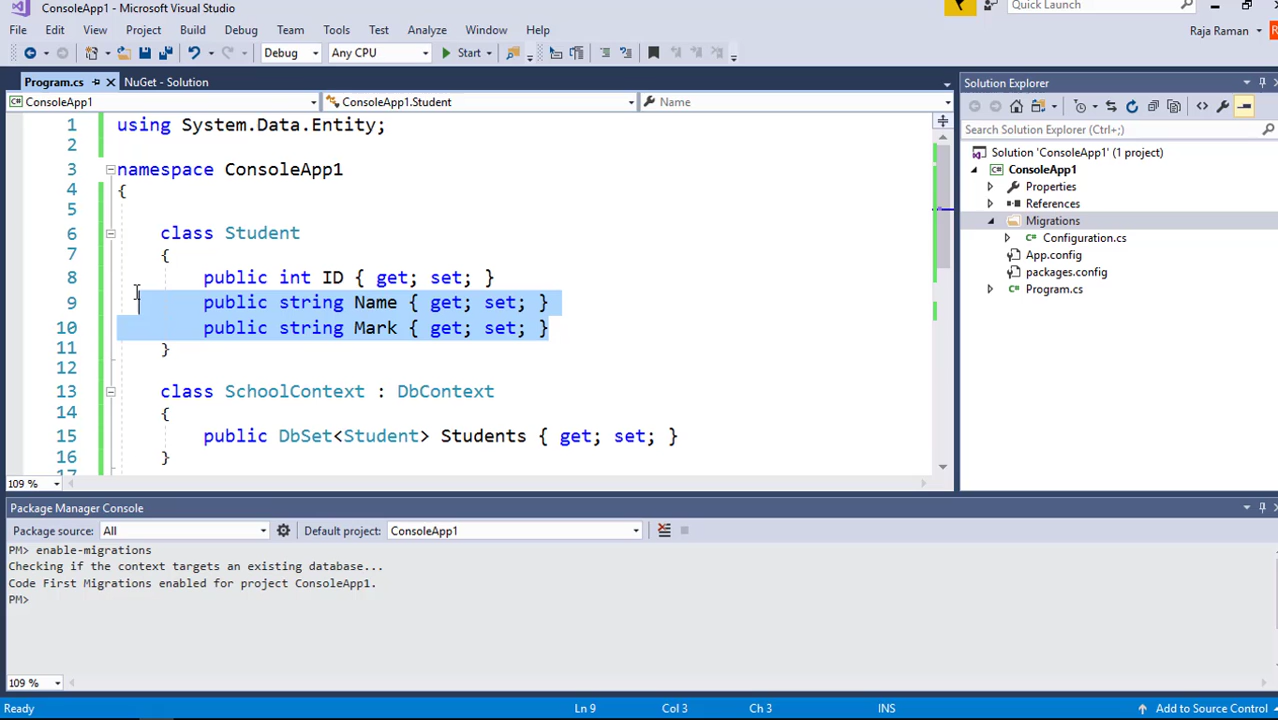 ConsoleApp1 - Microsoft Visual Studio
Quick Launch
File Edit View Project Build Debug Team Tools Test Analyze Window Help
Raja Raman
Debug Any CPU Start
Program.cs NuGet - Solution
ConsoleApp1 ConsoleApp1.Student Name
1 using System.Data.Entity;
2
3 namespace ConsoleApp1
4 {
5
6 class Student
7 {
8 public int ID { get; set; }
9 public string Name { get; set; }
10 public string Mark { get; set; }
11 }
12
13 class SchoolContext : DbContext
14 {
15 public DbSet<Student> Students { get; set; }
16 }
17
109 %
Solution Explorer
Search Solution Explorer (Ctrl+;)
Solution 'ConsoleApp1' (1 project)
ConsoleApp1
Properties
References
Migrations
Configuration.cs
App.config
packages.config
Program.cs
Package Manager Console
Package source: All Default project: ConsoleApp1
PM> enable-migrations
Checking if the context targets an existing database...
Code First Migrations enabled for project ConsoleApp1.
PM>
109 %
Ready Ln 9 Col 3 Ch 3 INS Add to Source Control